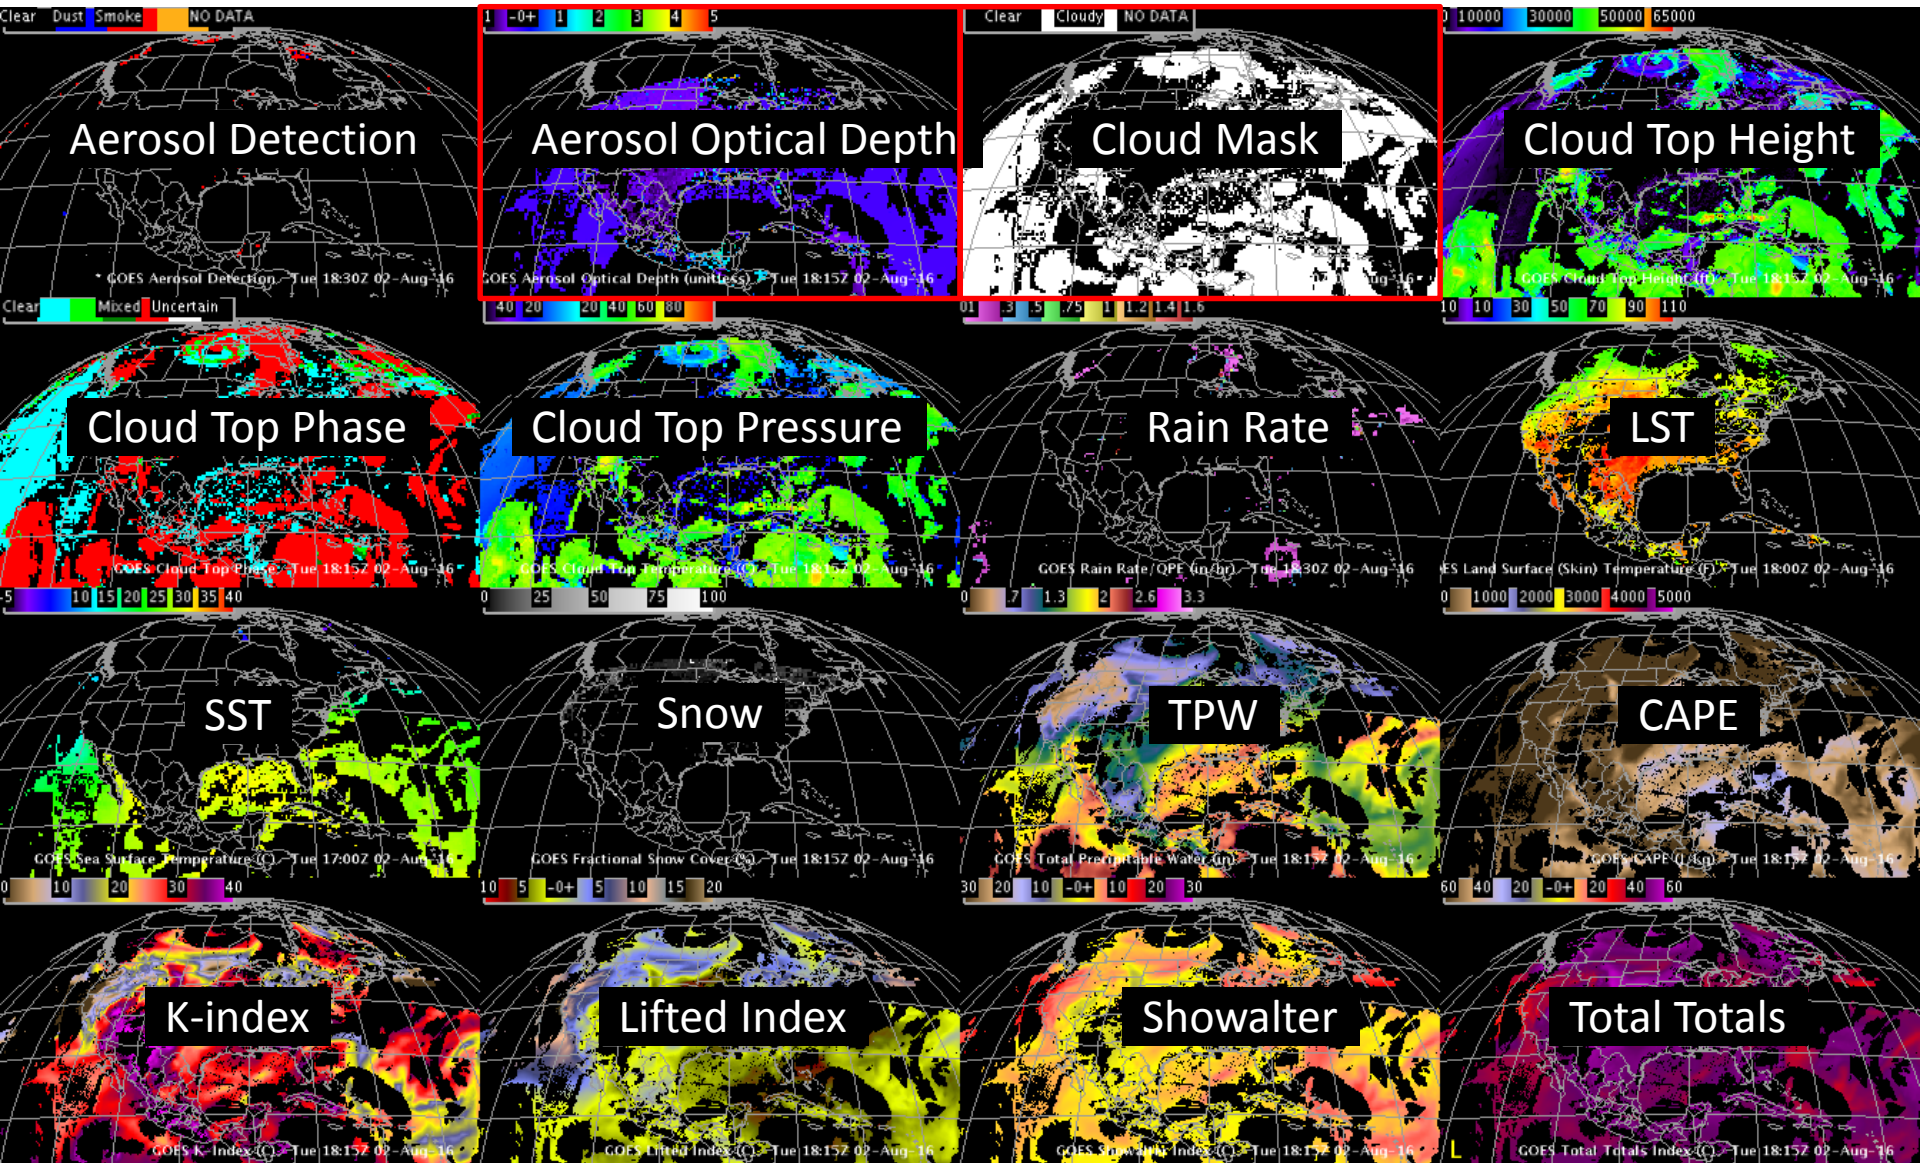 Clear Dust Smoke NO DATA
1 -0+ 1 2 3 4 5
Clear Cloudy NO DATA
10000 30000 50000 65000
Aerosol Detection
Aerosol Optical Depth
Cloud Mask
Cloud Top Height
* GOES Aerosol Detection Tue 18:30Z 02-Aug-16
GOES Aerosol Optical Depth (unitless) Tue 18:15Z 02-Aug-16
ug-16
GOES Cloud Top Height (ft) Tue 18:15Z 02-Aug-16
Clear Mixed Uncertain
40 20 20 40 60 80
01 .3 .5 .75 1 1.2 1.4 1.6
10 10 30 50 70 90 110
Cloud Top Phase
Cloud Top Pressure
Rain Rate
LST
GOES Cloud Top Phase Tue 18:15Z 02-Aug-16
GOES Cloud Top Temperature (C) Tue 18:15Z 02-Aug-16
GOES Rain Rate/QPE (in/hr) Tue 18:30Z 02-Aug-16
ES Land Surface (Skin) Temperature (F) Tue 18:00Z 02-Aug-16
-5 10 15 20 25 30 35 40
0 25 50 75 100
0 .7 1.3 2 2.6 3.3
0 1000 2000 3000 4000 5000
SST
Snow
TPW
CAPE
GOES Sea Surface Temperature (C) Tue 17:00Z 02-Aug-16
GOES Fractional Snow Cover (%) Tue 18:15Z 02-Aug-16
GOES Total Precipitable Water (in) Tue 18:15Z 02-Aug-16
GOES CAPE (J/kg) Tue 18:15Z 02-Aug-16
0 10 20 30 40
10 5 -0+ 5 10 15 20
30 20 10 -0+ 10 20 30
60 40 20 -0+ 20 40 60
K-index
Lifted Index
Showalter
Total Totals
GOES K-Index (C) Tue 18:15Z 02-Aug-16
GOES Lifted Index (C) Tue 18:15Z 02-Aug-16
GOES Showalter Index (C) Tue 18:15Z 02-Aug-16
L
GOES Total Totals Index (C) Tue 18:15Z 02-Aug-16